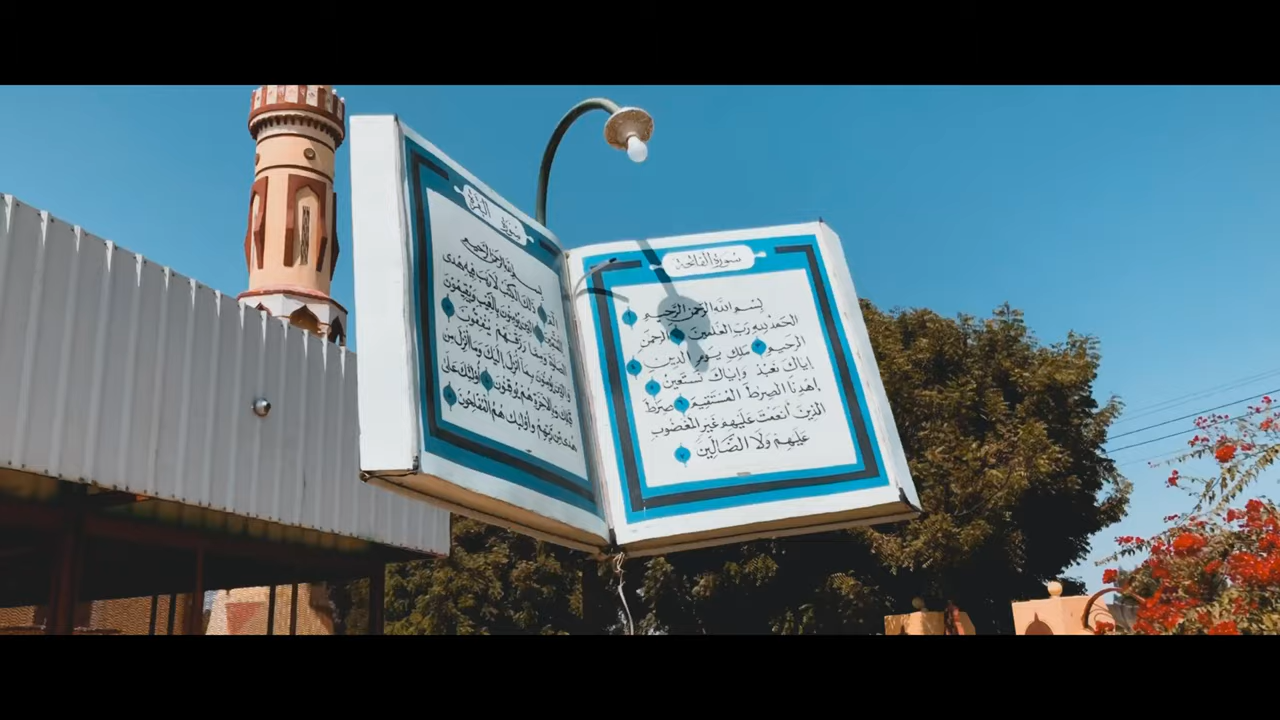 سورة الفاتحة
بسم الله الرحمن الرحيم
الحمد لله رب العلمين الرحمن
الرحيم ملك يوم الدين
إياك نعبد وإياك نستعين
إهدنا الصرط المستقيم صرط
الذين أنعمت عليهم غير المغضوب
عليهم ولا الضالين
سورة البقرة
بسم الله الرحمن الرحيم
الم ذلك الكتب لا ريب فيه هدى
للمتقين الذين يؤمنون بالغيب ويقيمون
الصلوة ومما رزقنهم ينفقون
والذين يؤمنون بما أنزل اليك وما أنزل من
قبلك وبالآخرة هم يوقنون أولئك على
هدى من ربهم وأولئك هم المفلحون